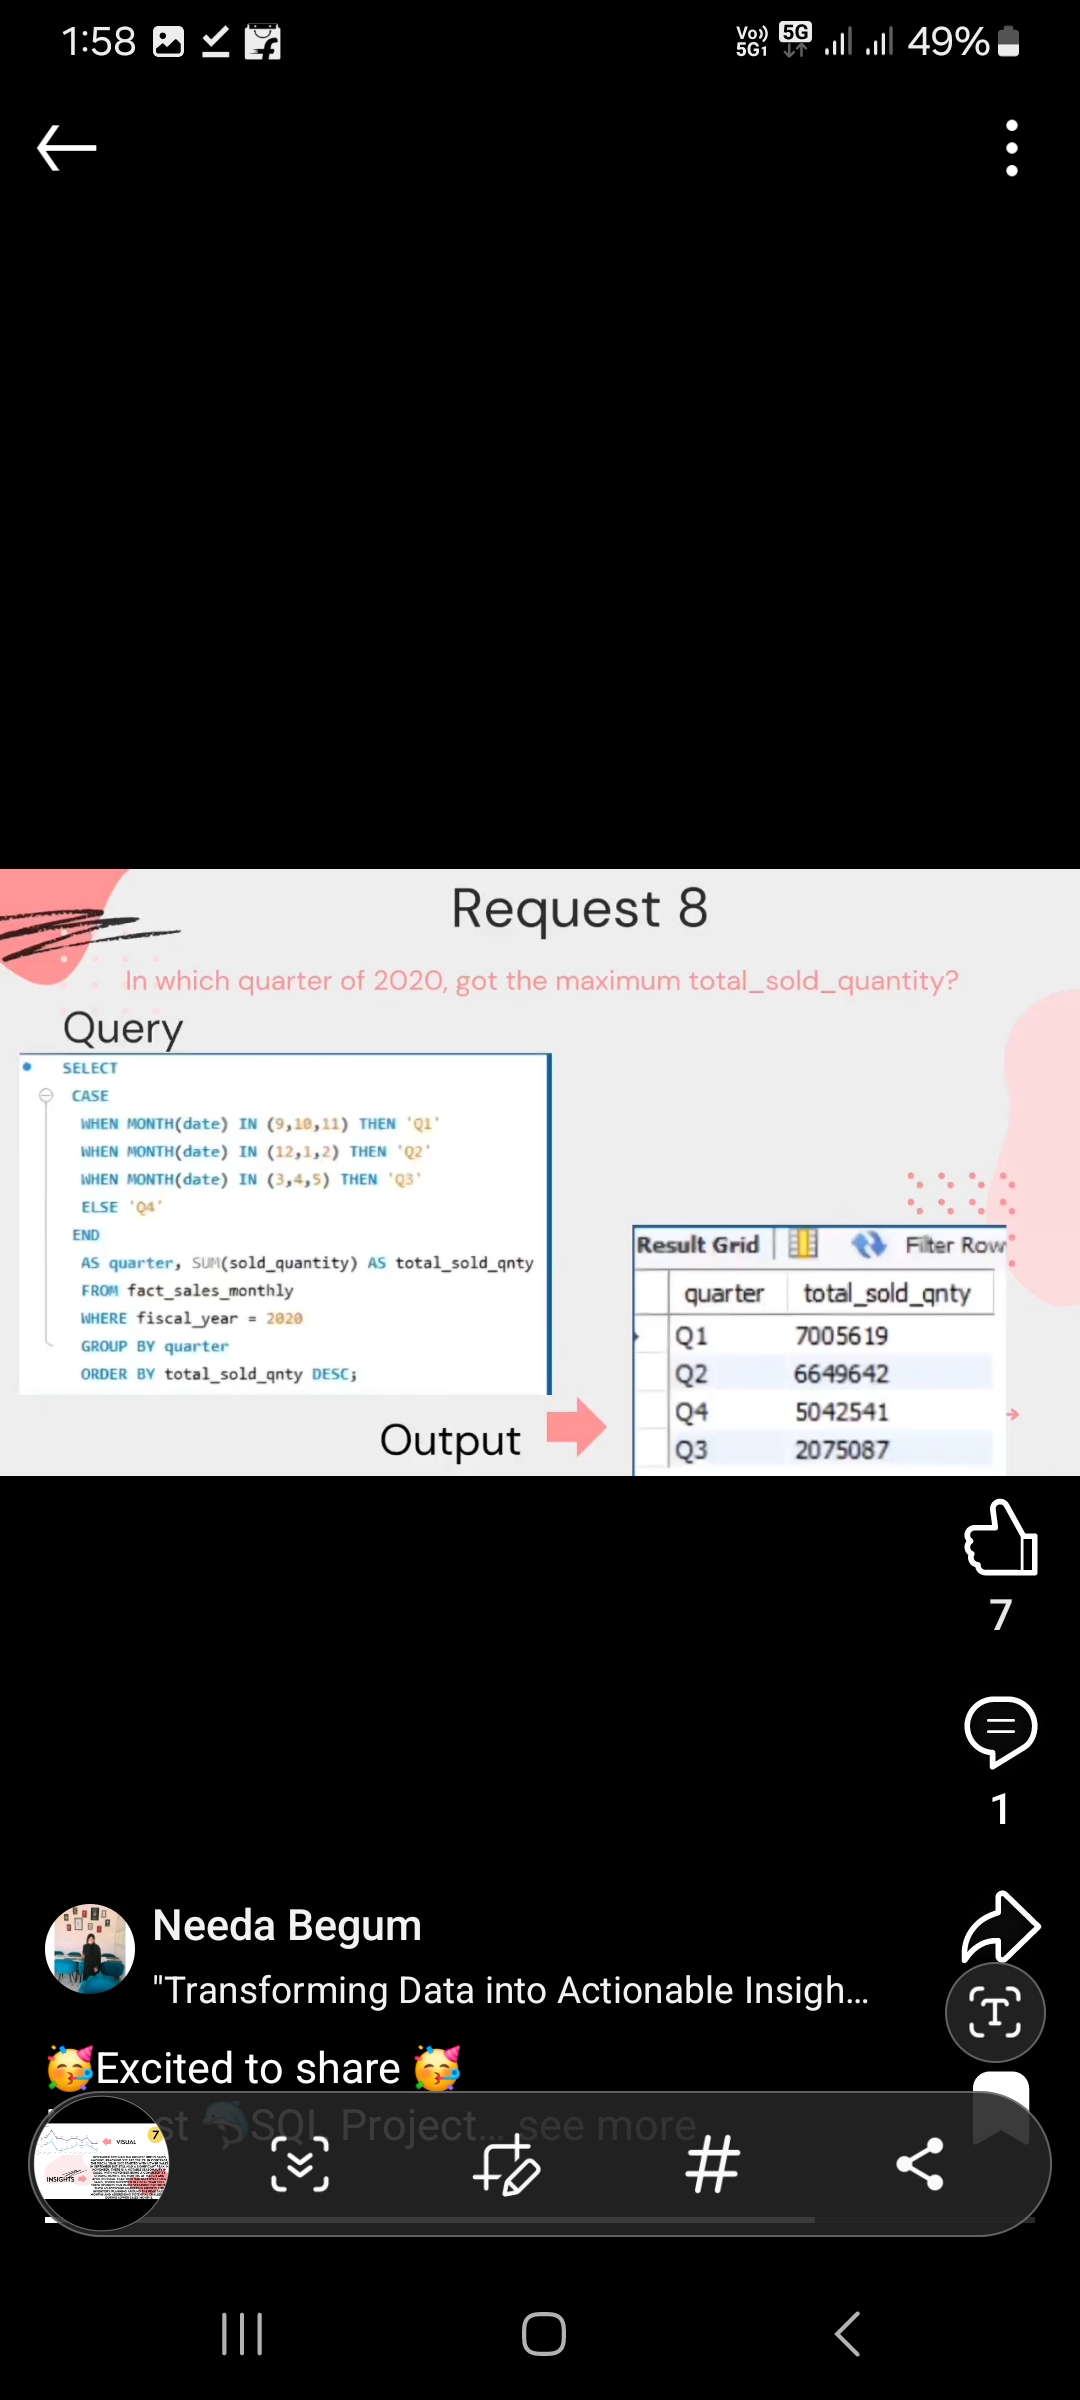 1:58
Vo)) 5G1 5G 49%
Request 8
In which quarter of 2020, got the maximum total_sold_quantity?
Query
SELECT
CASE
WHEN MONTH(date) IN (9,10,11) THEN 'Q1'
WHEN MONTH(date) IN (12,1,2) THEN 'Q2'
WHEN MONTH(date) IN (3,4,5) THEN 'Q3'
ELSE 'Q4'
END
AS quarter, SUM(sold_quantity) AS total_sold_qnty
FROM fact_sales_monthly
WHERE fiscal_year = 2020
GROUP BY quarter
ORDER BY total_sold_qnty DESC;
Output
Result Grid Filter Row
quarter total_sold_qnty
Q1 7005619
Q2 6649642
Q4 5042541
Q3 2075087
7
1
Needa Begum
"Transforming Data into Actionable Insigh...
🥳Excited to share 🥳
st 🐬SQL Project... see more
VISUAL 7
INSIGHTS